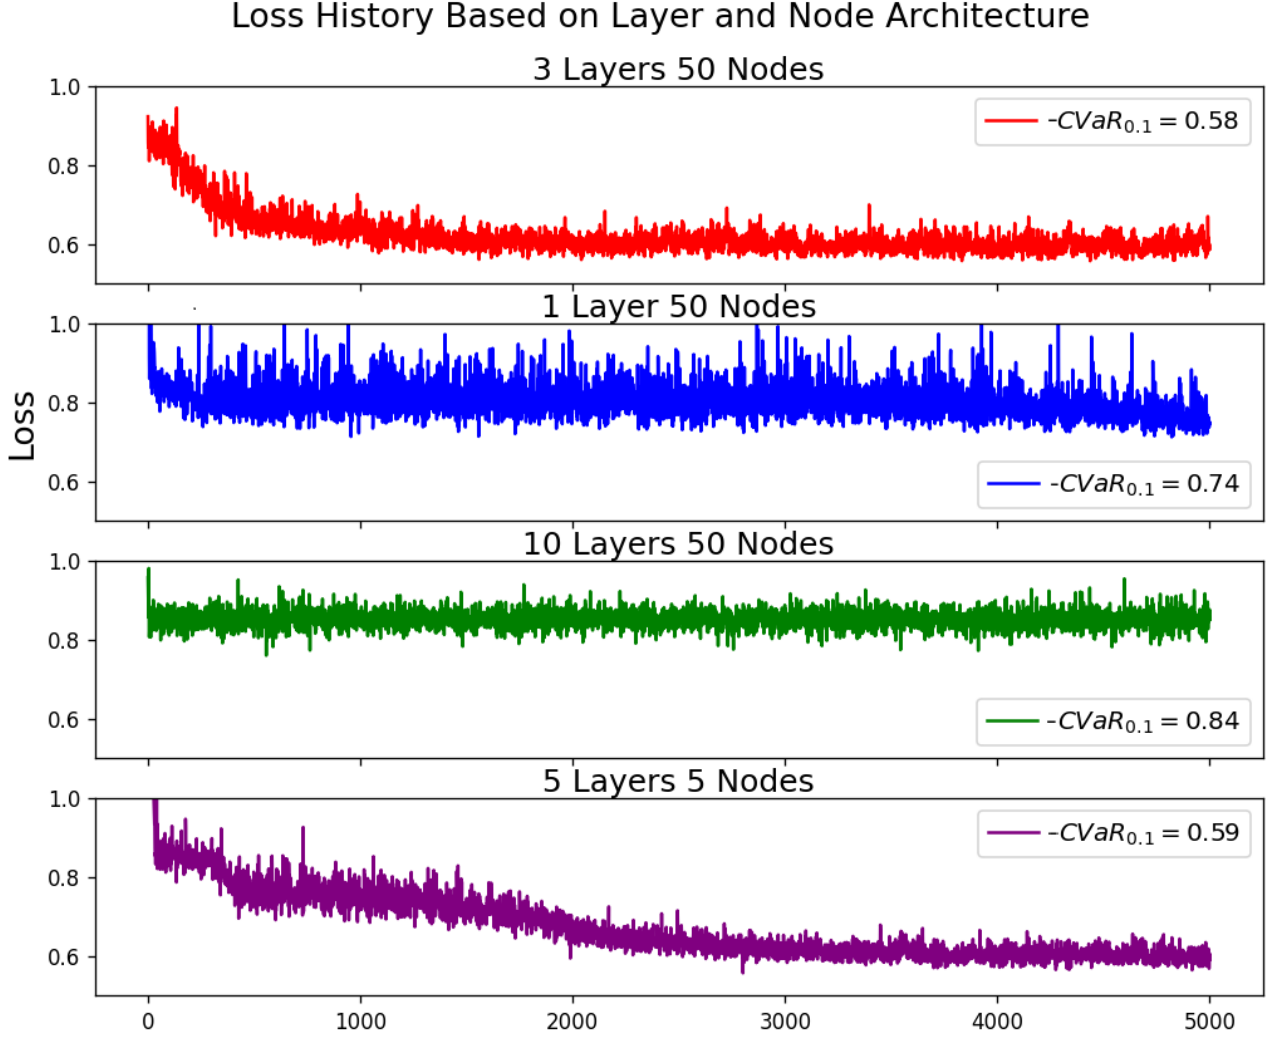 Loss History Based on Layer and Node Architecture
3 Layers 50 Nodes
1.0
0.8
0.6
-CVaR0.1 = 0.58
1 Layer 50 Nodes
1.0
0.8
0.6
-CVaR0.1 = 0.74
Loss
10 Layers 50 Nodes
1.0
0.8
0.6
-CVaR0.1 = 0.84
5 Layers 5 Nodes
1.0
0.8
0.6
-CVaR0.1 = 0.59
0 1000 2000 3000 4000 5000